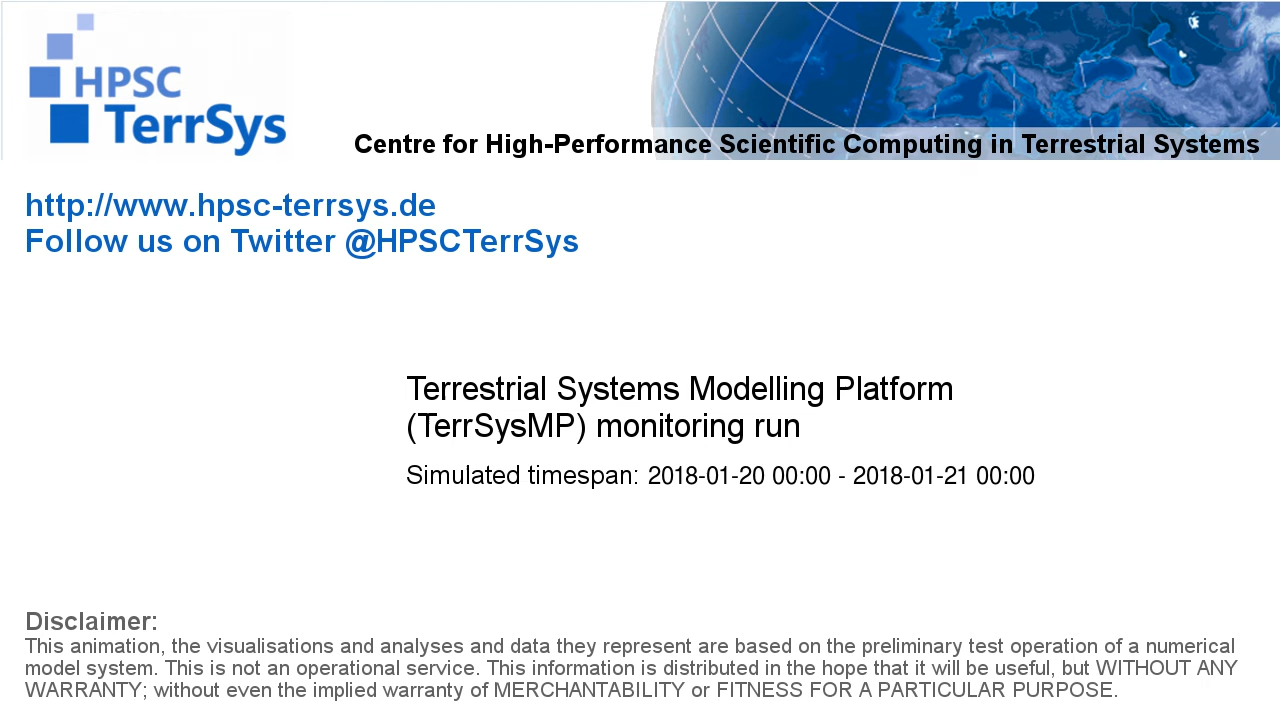 HPSC
TerrSys
Centre for High-Performance Scientific Computing in Terrestrial Systems
http://www.hpsc-terrsys.de
Follow us on Twitter @HPSCTerrSys
Terrestrial Systems Modelling Platform
(TerrSysMP) monitoring run
Simulated timespan: 2018-01-20 00:00 - 2018-01-21 00:00
Disclaimer:
This animation, the visualisations and analyses and data they represent are based on the preliminary test operation of a numerical
model system. This is not an operational service. This information is distributed in the hope that it will be useful, but WITHOUT ANY
WARRANTY; without even the implied warranty of MERCHANTABILITY or FITNESS FOR A PARTICULAR PURPOSE.